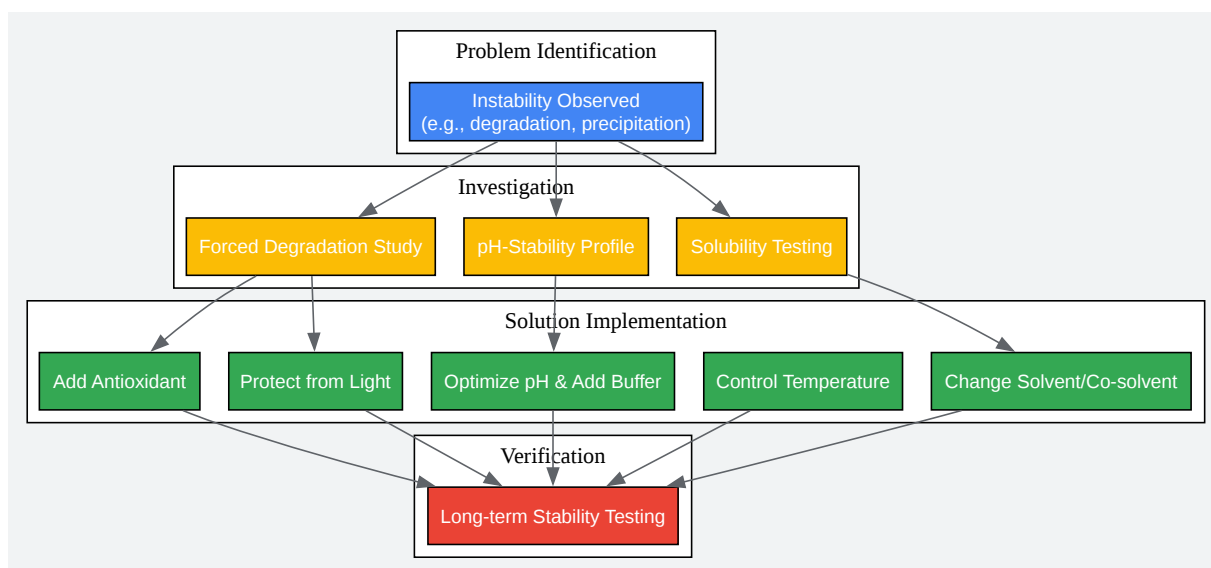 Problem Identification
Instability Observed
(e.g., degradation, precipitation)
Investigation
Forced Degradation Study
pH-Stability Profile
Solubility Testing
Solution Implementation
Add Antioxidant
Protect from Light
Optimize pH & Add Buffer
Control Temperature
Change Solvent/Co-solvent
Verification
Long-term Stability Testing